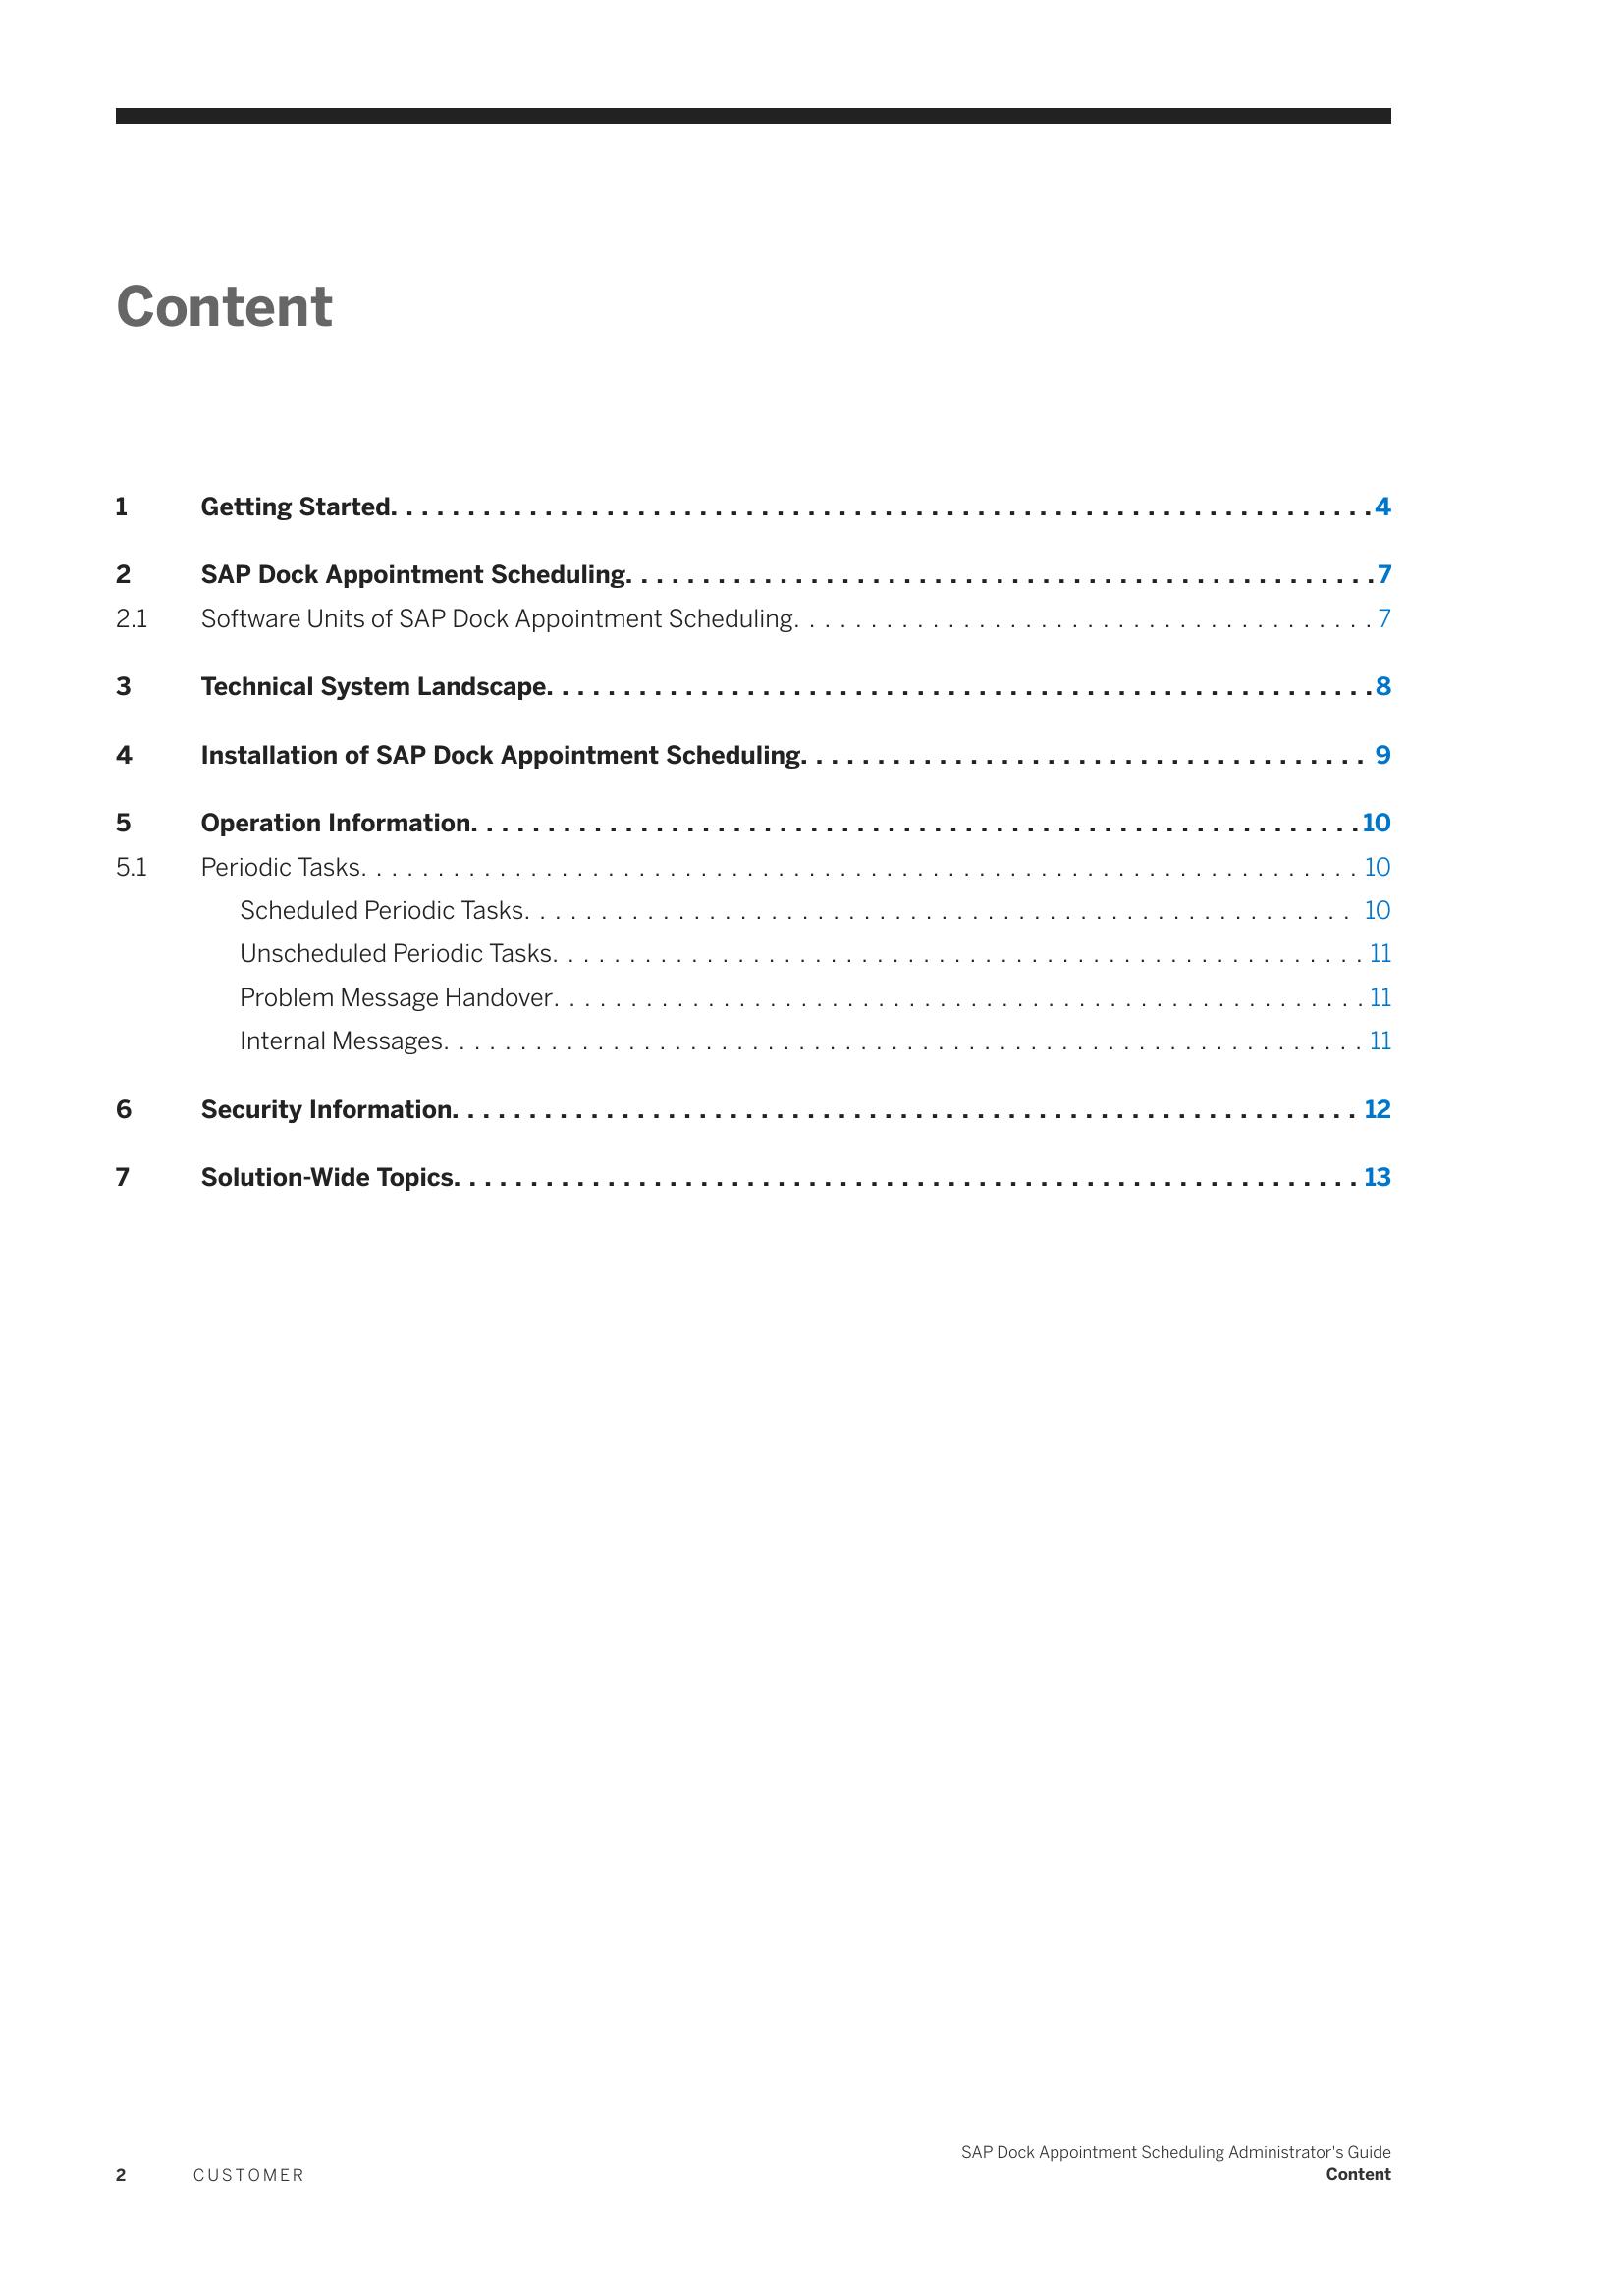 Content
1 Getting Started. . . . . . . . . . . . . . . . . . . . . . . . . . . . . . . . . . . . . . . . . . . . . . . . . . . . . . . . . . . . . . . 4
2 SAP Dock Appointment Scheduling. . . . . . . . . . . . . . . . . . . . . . . . . . . . . . . . . . . . . . . . . . . . . . . . 7
2.1 Software Units of SAP Dock Appointment Scheduling. . . . . . . . . . . . . . . . . . . . . . . . . . . . . . . . . . . . . 7
3 Technical System Landscape. . . . . . . . . . . . . . . . . . . . . . . . . . . . . . . . . . . . . . . . . . . . . . . . . . . . . 8
4 Installation of SAP Dock Appointment Scheduling. . . . . . . . . . . . . . . . . . . . . . . . . . . . . . . . . . . . . 9
5 Operation Information. . . . . . . . . . . . . . . . . . . . . . . . . . . . . . . . . . . . . . . . . . . . . . . . . . . . . . . . . 10
5.1 Periodic Tasks. . . . . . . . . . . . . . . . . . . . . . . . . . . . . . . . . . . . . . . . . . . . . . . . . . . . . . . . . . . . . . . . 10
Scheduled Periodic Tasks. . . . . . . . . . . . . . . . . . . . . . . . . . . . . . . . . . . . . . . . . . . . . . . . . . . . . . 10
Unscheduled Periodic Tasks. . . . . . . . . . . . . . . . . . . . . . . . . . . . . . . . . . . . . . . . . . . . . . . . . . . . 11
Problem Message Handover. . . . . . . . . . . . . . . . . . . . . . . . . . . . . . . . . . . . . . . . . . . . . . . . . . . . 11
Internal Messages. . . . . . . . . . . . . . . . . . . . . . . . . . . . . . . . . . . . . . . . . . . . . . . . . . . . . . . . . . . 11
6 Security Information. . . . . . . . . . . . . . . . . . . . . . . . . . . . . . . . . . . . . . . . . . . . . . . . . . . . . . . . . . 12
7 Solution-Wide Topics. . . . . . . . . . . . . . . . . . . . . . . . . . . . . . . . . . . . . . . . . . . . . . . . . . . . . . . . . . 13
SAP Dock Appointment Scheduling Administrator's Guide
2 CUSTOMER Content